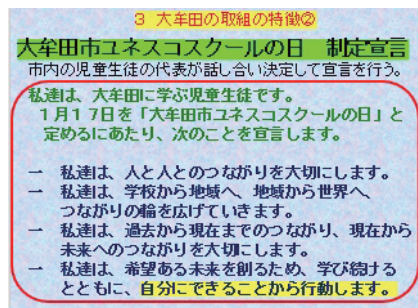 3 大牟田の取組の特徴②
大牟田市ユネスコスクールの日 制定宣言
市内の児童生徒の代表が話し合い決定して宣言を行う。
私達は、大牟田に学ぶ児童生徒です。
1月17日を「大牟田市ユネスコスクールの日」と
定めるにあたり、次のことを宣言します。
一 私達は、人と人とのつながりを大切にします。
一 私達は、学校から地域へ、地域から世界へ、
つながりの輪を広げていきます。
一 私達は、過去から現在までのつながり、現在から
未来へのつながりを大切にします。
一 私達は、希望ある未来を創るため、学び続ける
とともに、自分にできることから行動します。